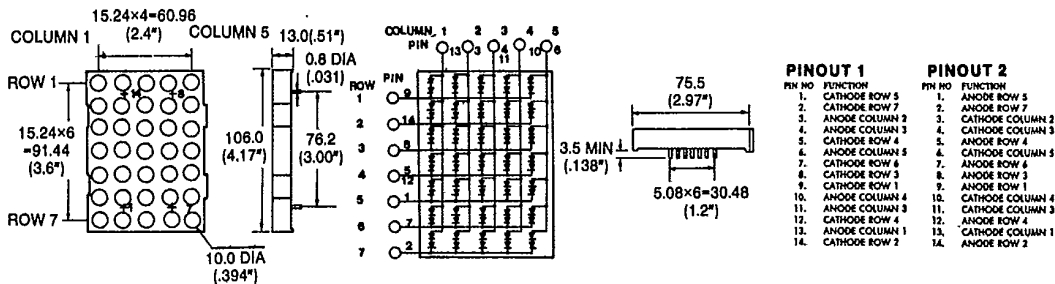 15.24×4=60.96
(2.4")
COLUMN 1
COLUMN 5
13.0(.51")
0.8 DIA
(.031)
ROW 1
14
8
15.24×6
=91.44
(3.6")
106.0
(4.17")
76.2
(3.00")
ROW 7
1
10.0 DIA
(.394")
COLUMN 1 2 3 4 5
PIN 13 3 4 11 10 6
ROW PIN
1 9
2 14
3 8
4 5 12
5 1
6 7
7 2
75.5
(2.97")
3.5 MIN
(.138")
5.08×6=30.48
(1.2")
PINOUT 1
PIN NO FUNCTION
1. CATHODE ROW 5
2. CATHODE ROW 7
3. ANODE COLUMN 2
4. ANODE COLUMN 3
5. CATHODE ROW 4
6. ANODE COLUMN 5
7. CATHODE ROW 6
8. CATHODE ROW 3
9. CATHODE ROW 1
10. ANODE COLUMN 4
11. ANODE COLUMN 3
12. CATHODE ROW 4
13. ANODE COLUMN 1
14. CATHODE ROW 2
PINOUT 2
PIN NO FUNCTION
1. ANODE ROW 5
2. ANODE ROW 7
3. CATHODE COLUMN 2
4. CATHODE COLUMN 3
5. ANODE ROW 4
6. CATHODE COLUMN 5
7. ANODE ROW 6
8. ANODE ROW 3
9. ANODE ROW 1
10. CATHODE COLUMN 4
11. CATHODE COLUMN 3
12. ANODE ROW 4
13. CATHODE COLUMN 1
14. ANODE ROW 2